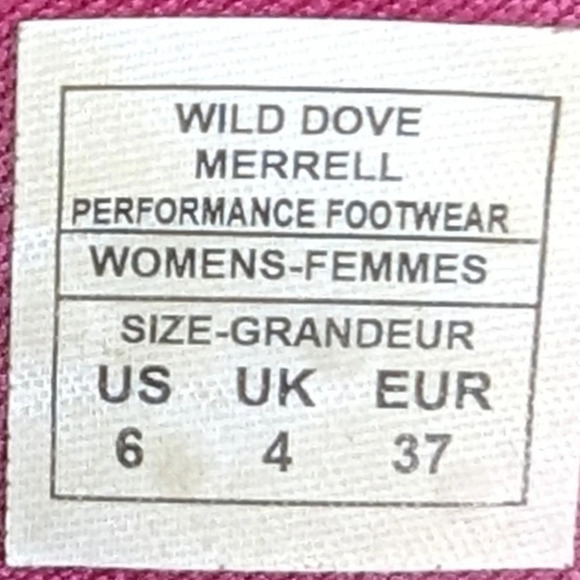 WILD DOVE
MERRELL
PERFORMANCE FOOTWEAR
WOMENS-FEMMES
SIZE-GRANDEUR
US UK EUR
6 4 37